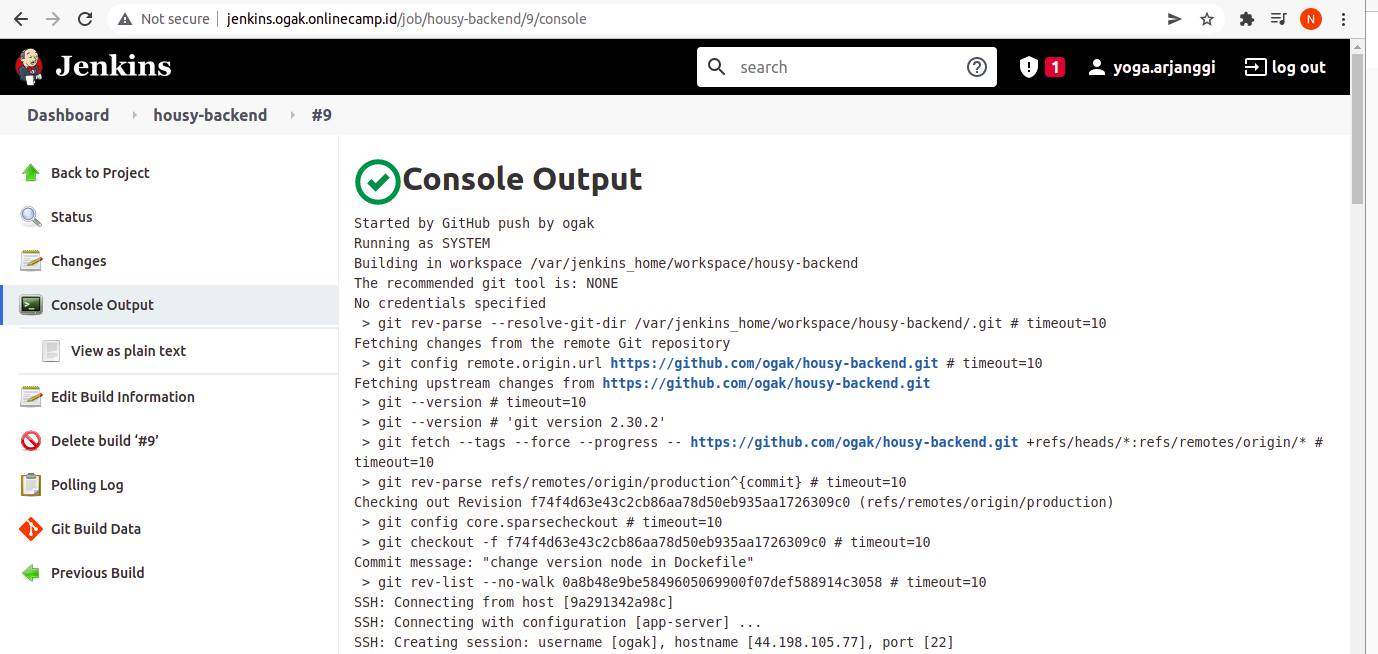 Not secure jenkins.ogak.onlinecamp.id/job/housy-backend/9/console N
Jenkins search 1 yoga.arjanggi log out
Dashboard housy-backend #9
Back to Project
Status
Changes
Console Output
View as plain text
Edit Build Information
Delete build ‘#9’
Polling Log
Git Build Data
Previous Build
Console Output
Started by GitHub push by ogak
Running as SYSTEM
Building in workspace /var/jenkins_home/workspace/housy-backend
The recommended git tool is: NONE
No credentials specified
> git rev-parse --resolve-git-dir /var/jenkins_home/workspace/housy-backend/.git # timeout=10
Fetching changes from the remote Git repository
> git config remote.origin.url https://github.com/ogak/housy-backend.git # timeout=10
Fetching upstream changes from https://github.com/ogak/housy-backend.git
> git --version # timeout=10
> git --version # 'git version 2.30.2'
> git fetch --tags --force --progress -- https://github.com/ogak/housy-backend.git +refs/heads/*:refs/remotes/origin/* #
timeout=10
> git rev-parse refs/remotes/origin/production^{commit} # timeout=10
Checking out Revision f74f4d63e43c2cb86aa78d50eb935aa1726309c0 (refs/remotes/origin/production)
> git config core.sparsecheckout # timeout=10
> git checkout -f f74f4d63e43c2cb86aa78d50eb935aa1726309c0 # timeout=10
Commit message: "change version node in Dockefile"
> git rev-list --no-walk 0a8b48e9be5849605069900f07def588914c3058 # timeout=10
SSH: Connecting from host [9a291342a98c]
SSH: Connecting with configuration [app-server] ...
SSH: Creating session: username [ogak], hostname [44.198.105.77], port [22]